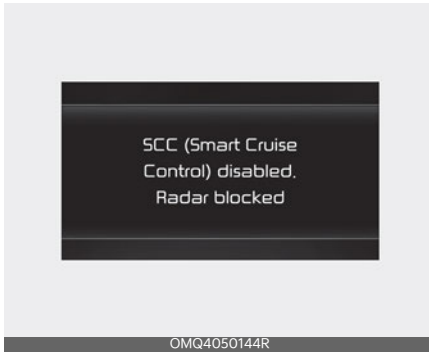 SCC (Smart Cruise
Control) disabled.
Radar blocked
OMQ4050144R